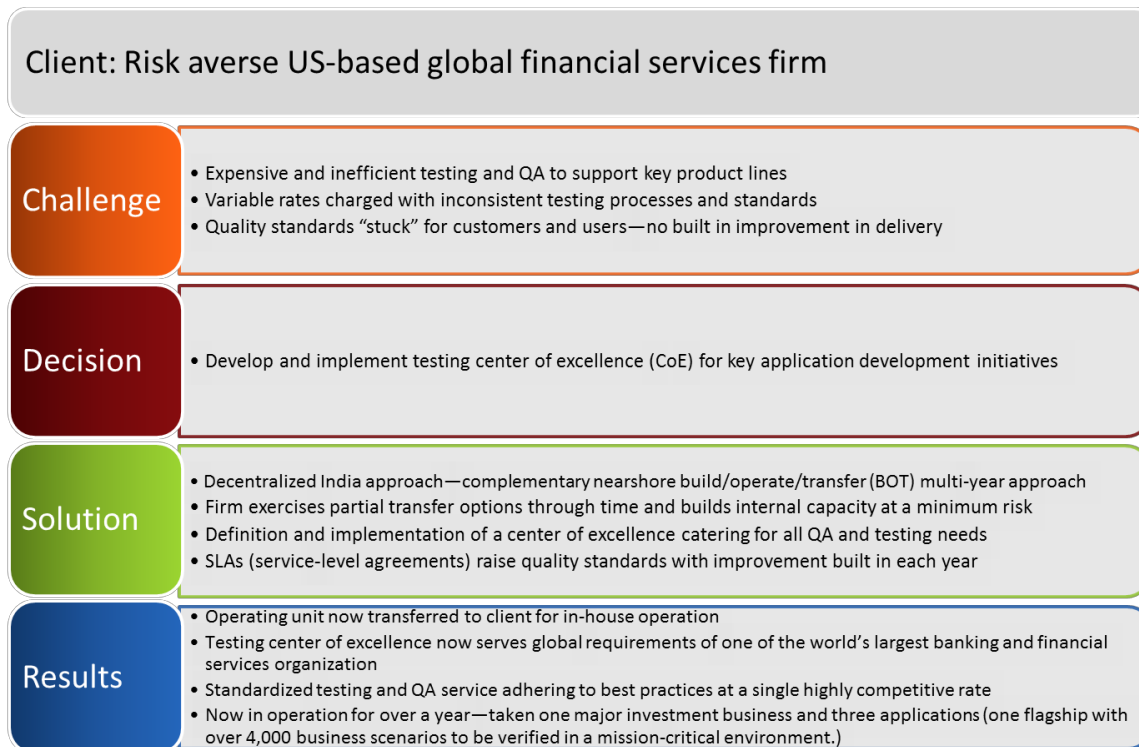 Client: Risk averse US-based global financial services firm
Challenge
• Expensive and inefficient testing and QA to support key product lines
• Variable rates charged with inconsistent testing processes and standards
• Quality standards “stuck” for customers and users—no built in improvement in delivery
Decision
• Develop and implement testing center of excellence (CoE) for key application development initiatives
Solution
• Decentralized India approach—complementary nearshore build/operate/transfer (BOT) multi-year approach
• Firm exercises partial transfer options through time and builds internal capacity at a minimum risk
• Definition and implementation of a center of excellence catering for all QA and testing needs
• SLAs (service-level agreements) raise quality standards with improvement built in each year
Results
• Operating unit now transferred to client for in-house operation
• Testing center of excellence now serves global requirements of one of the world’s largest banking and financial
services organization
• Standardized testing and QA service adhering to best practices at a single highly competitive rate
• Now in operation for over a year—taken one major investment business and three applications (one flagship with
over 4,000 business scenarios to be verified in a mission-critical environment.)